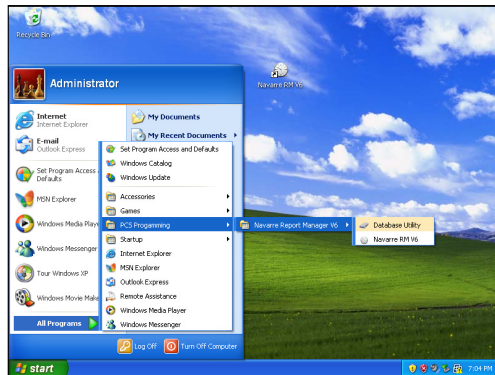 Recycle Bin
Navarre RM V6
Administrator
Internet
Internet Explorer
E-mail
Outlook Express
Set Program Access
Defaults
MSN Explorer
Windows Media Playe
Windows Messenger
Tour Windows XP
Windows Movie Make
All Programs
My Documents
My Recent Documents
Set Program Access and Defaults
Windows Catalog
Windows Update
Accessories
Games
PCS Progamming
Startup
Internet Explorer
MSN Explorer
Outlook Express
Remote Assistance
Windows Media Player
Windows Messenger
Navarre Report Manager V6
Database Utility
Navarre RM V6
Log Off
Turn Off Computer
start
7:04 PM